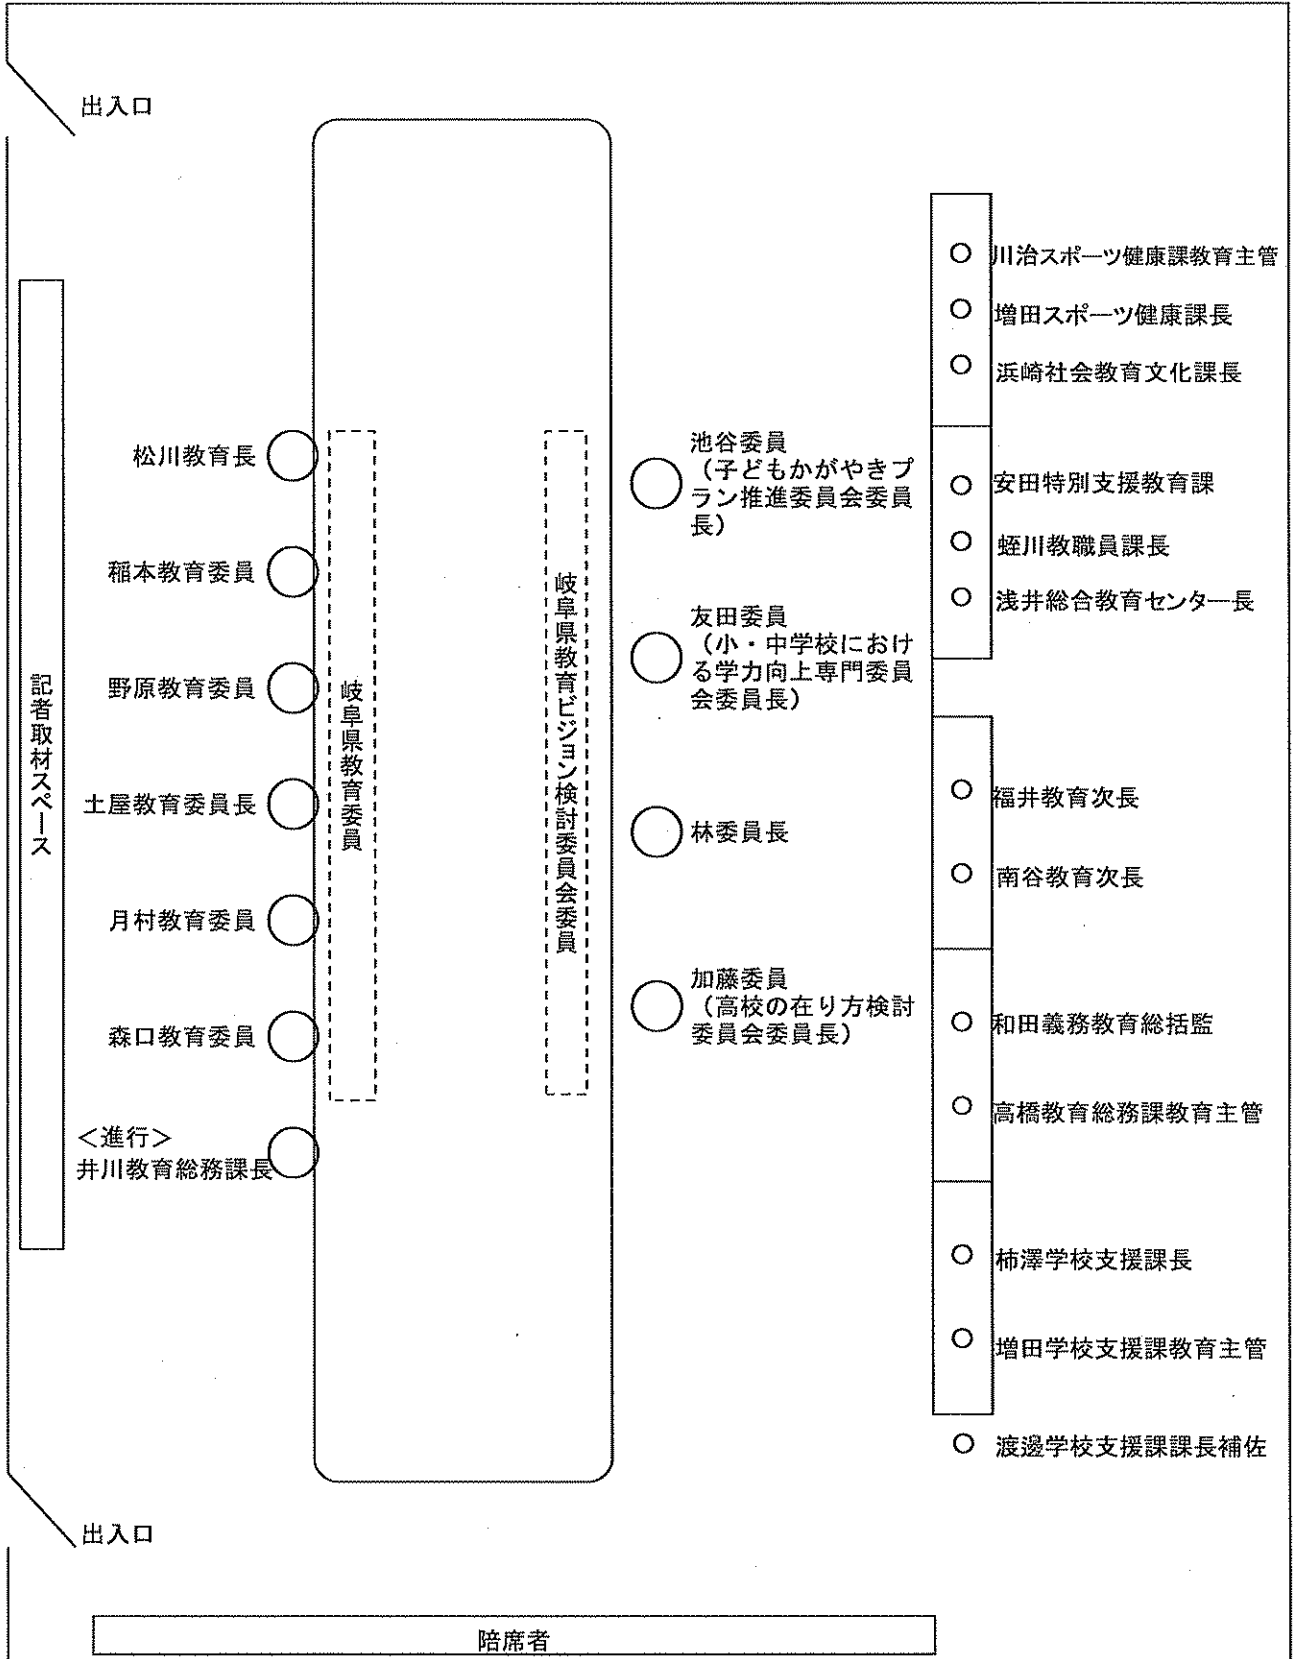 出入口
記者取材スペース
松川教育長
稲本教育委員
野原教育委員
土屋教育委員長
月村教育委員
森口教育委員
<進行>
井川教育総務課長
岐阜県教育委員
岐阜県教育ビジョン検討委員会委員
池谷委員
(子どもかがやきプ
ラン推進委員会委員
長)
友田委員
(小・中学校におけ
る学力向上専門委員
会委員長)
林委員長
加藤委員
(高校の在り方検討
委員会委員長)
川治スポーツ健康課教育主管
増田スポーツ健康課長
浜崎社会教育文化課長
安田特別支援教育課
蛭川教職員課長
浅井総合教育センター長
福井教育次長
南谷教育次長
和田義務教育総括監
高橋教育総務課教育主管
柿澤学校支援課長
増田学校支援課教育主管
渡邊学校支援課課長補佐
出入口
陪席者